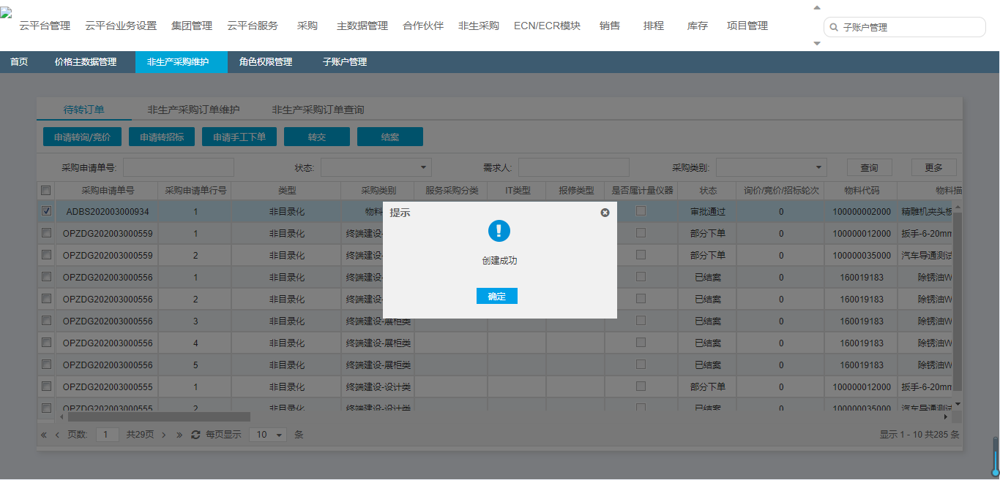 云平台管理 云平台业务设置 集团管理 云平台服务 采购 主数据管理 合作伙伴 非生采购 ECN/ECR模块 销售 排程 库存 项目管理 子账户管理
首页 价格主数据管理 非生产采购维护 角色权限管理 子账户管理
待转订单 非生产采购订单维护 非生产采购订单查询
申请转询/竞价 申请转招标 申请手工下单 转交 结案
采购申请单号: 状态: 需求人: 采购类别: 查询 更多
采购申请单号 采购申请单行号 类型 采购类别 服务采购分类 IT类型 报修类型 是否属计量仪器 状态 询价/竞价/招标轮次 物料代码 物料描
ADBS202003000934 1 非目录化 物料 审批通过 0 100000002000 精雕机夹头板
OPZDG202003000559 1 非目录化 终端建设- 部分下单 0 100000012000 扳手-6-20mm
OPZDG202003000559 2 非目录化 终端建设- 部分下单 0 100000035000 汽车导通测试
OPZDG202003000556 1 非目录化 终端建设- 已结案 0 160019183 除锈油W
OPZDG202003000556 2 非目录化 终端建设- 已结案 0 160019183 除锈油W
OPZDG202003000556 3 非目录化 终端建设-展柜类 已结案 0 160019183 除锈油W
OPZDG202003000556 4 非目录化 终端建设-展柜类 已结案 0 160019183 除锈油W
OPZDG202003000556 5 非目录化 终端建设-展柜类 已结案 0 160019183 除锈油W
OPZDG202003000555 1 非目录化 终端建设-设计类 部分下单 0 100000012000 扳手-6-20mm
OPZDG202003000555 2 非目录化 终端建设-设计类 已结案 0 100000035000 汽车导通测试
提示
创建成功
确定
页数: 1 共29页 每页显示 10 条 显示 1 - 10 共285 条